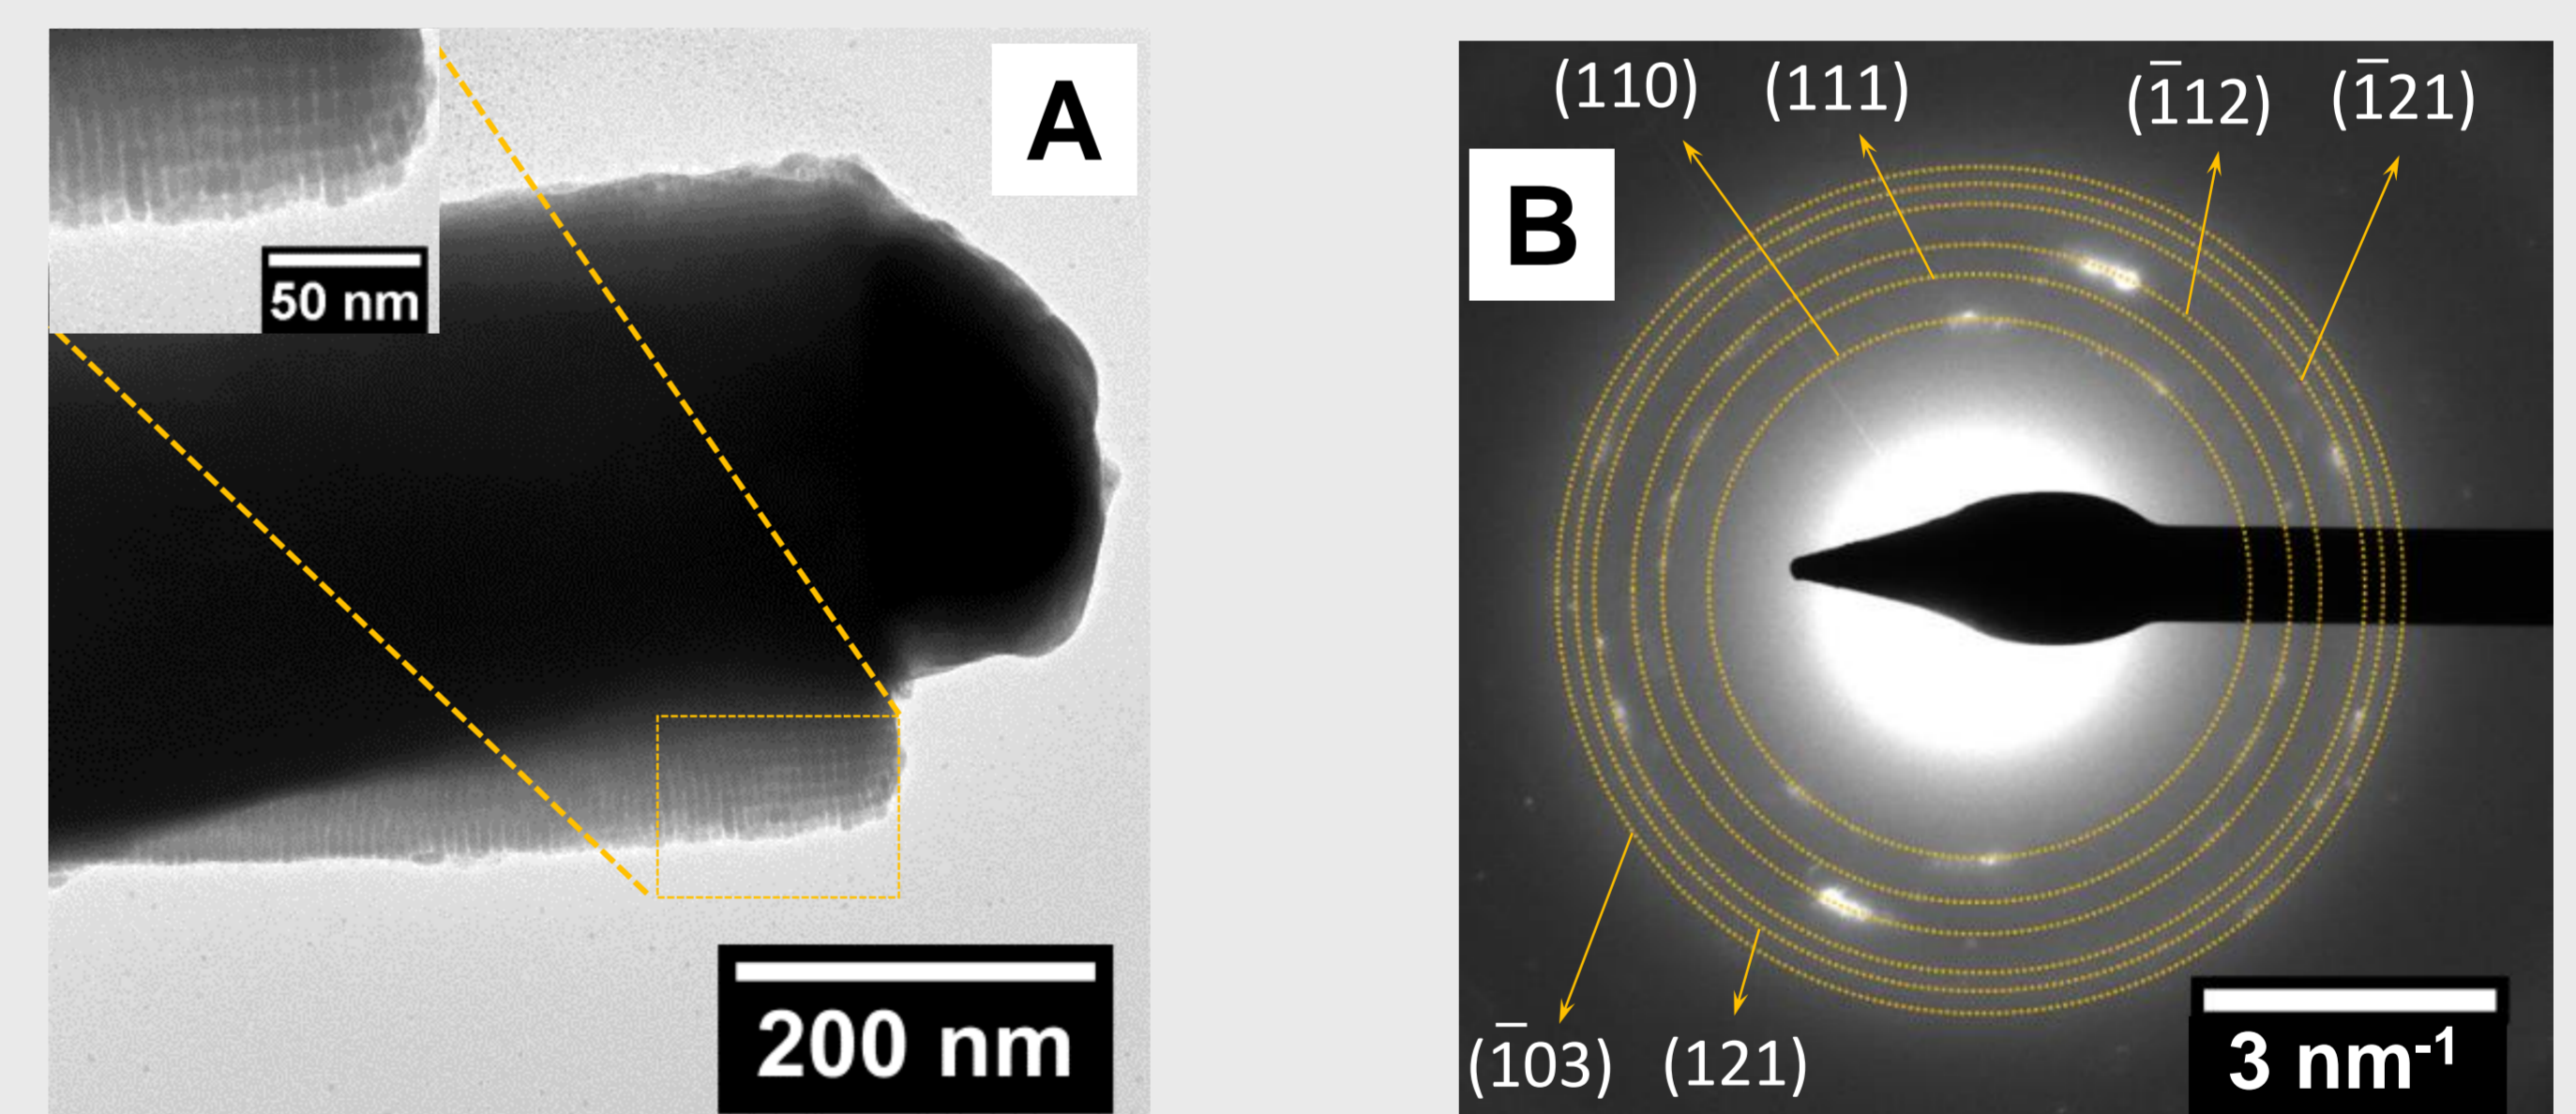 A
50 nm
200 nm
B
(110) (111) (1̅12) (1̅21)
(1̅03) (121)
3 nm⁻¹